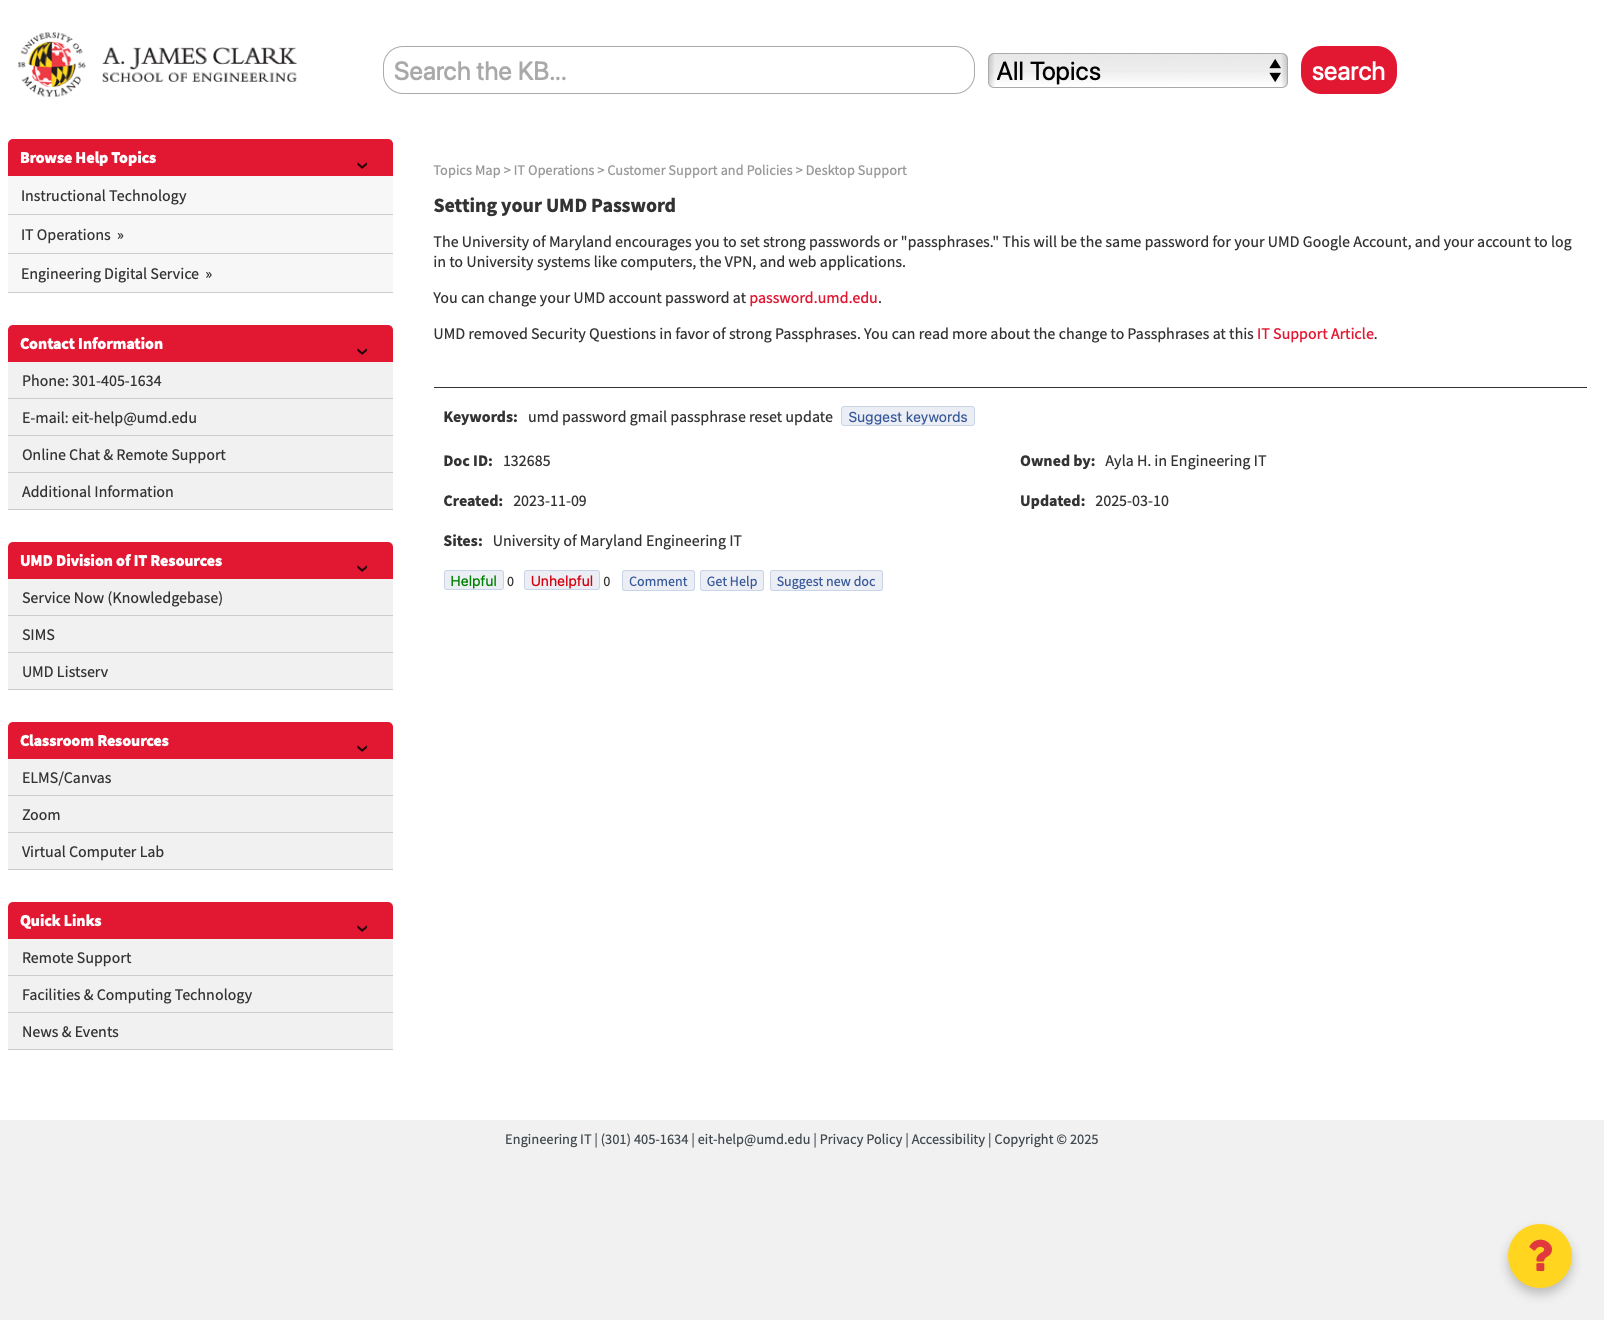 UNIVERSITY OF
18 56
MARYLAND
A. JAMES CLARK
SCHOOL OF ENGINEERING
Search the KB...
All Topics
search
Browse Help Topics
Instructional Technology
IT Operations »
Engineering Digital Service »
Contact Information
Phone: 301-405-1634
E-mail: eit-help@umd.edu
Online Chat & Remote Support
Additional Information
UMD Division of IT Resources
Service Now (Knowledgebase)
SIMS
UMD Listserv
Classroom Resources
ELMS/Canvas
Zoom
Virtual Computer Lab
Quick Links
Remote Support
Facilities & Computing Technology
News & Events
Topics Map > IT Operations > Customer Support and Policies > Desktop Support
Setting your UMD Password
The University of Maryland encourages you to set strong passwords or "passphrases." This will be the same password for your UMD Google Account, and your account to log
in to University systems like computers, the VPN, and web applications.
You can change your UMD account password at password.umd.edu.
UMD removed Security Questions in favor of strong Passphrases. You can read more about the change to Passphrases at this IT Support Article.
Keywords: umd password gmail passphrase reset update Suggest keywords
Doc ID: 132685 Owned by: Ayla H. in Engineering IT
Created: 2023-11-09 Updated: 2025-03-10
Sites: University of Maryland Engineering IT
Helpful 0 Unhelpful 0 Comment Get Help Suggest new doc
Engineering IT | (301) 405-1634 | eit-help@umd.edu | Privacy Policy | Accessibility | Copyright © 2025
?